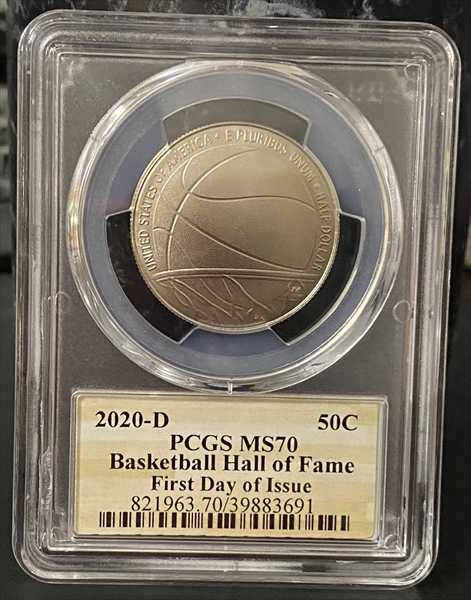 UNITED STATES OF AMERICA · E PLURIBUS UNUM · HALF DOLLAR
2020-D 50C
PCGS MS70
Basketball Hall of Fame
First Day of Issue
821963.70/39883691